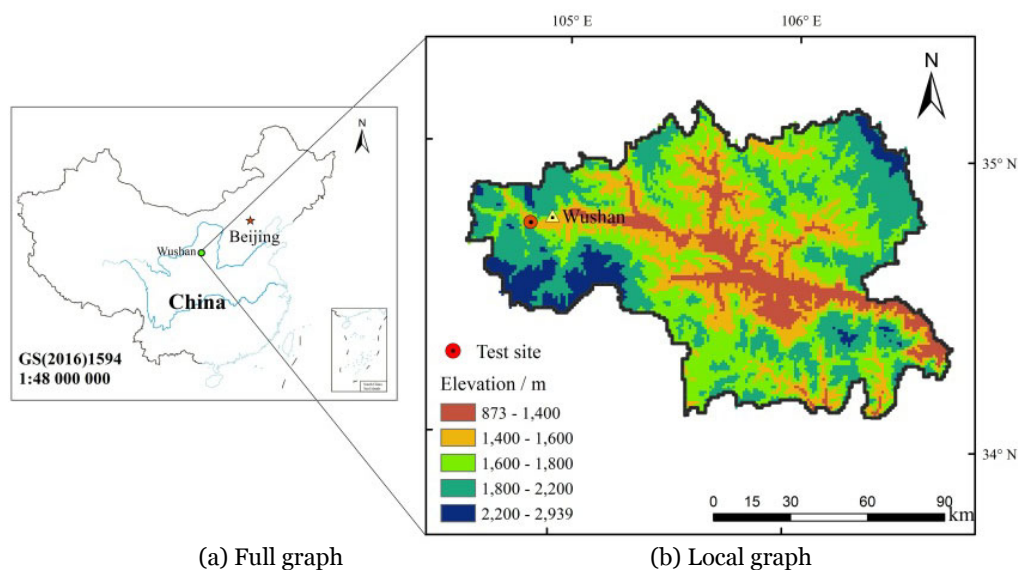 N
Beijing
Wushan
China
GS(2016)1594
1:48 000 000
(a) Full graph
105° E
106° E
N
35° N
Wushan
Test site
Elevation / m
873 - 1,400
1,400 - 1,600
1,600 - 1,800
1,800 - 2,200
2,200 - 2,939
34° N
0 15 30 60 90
km
(b) Local graph